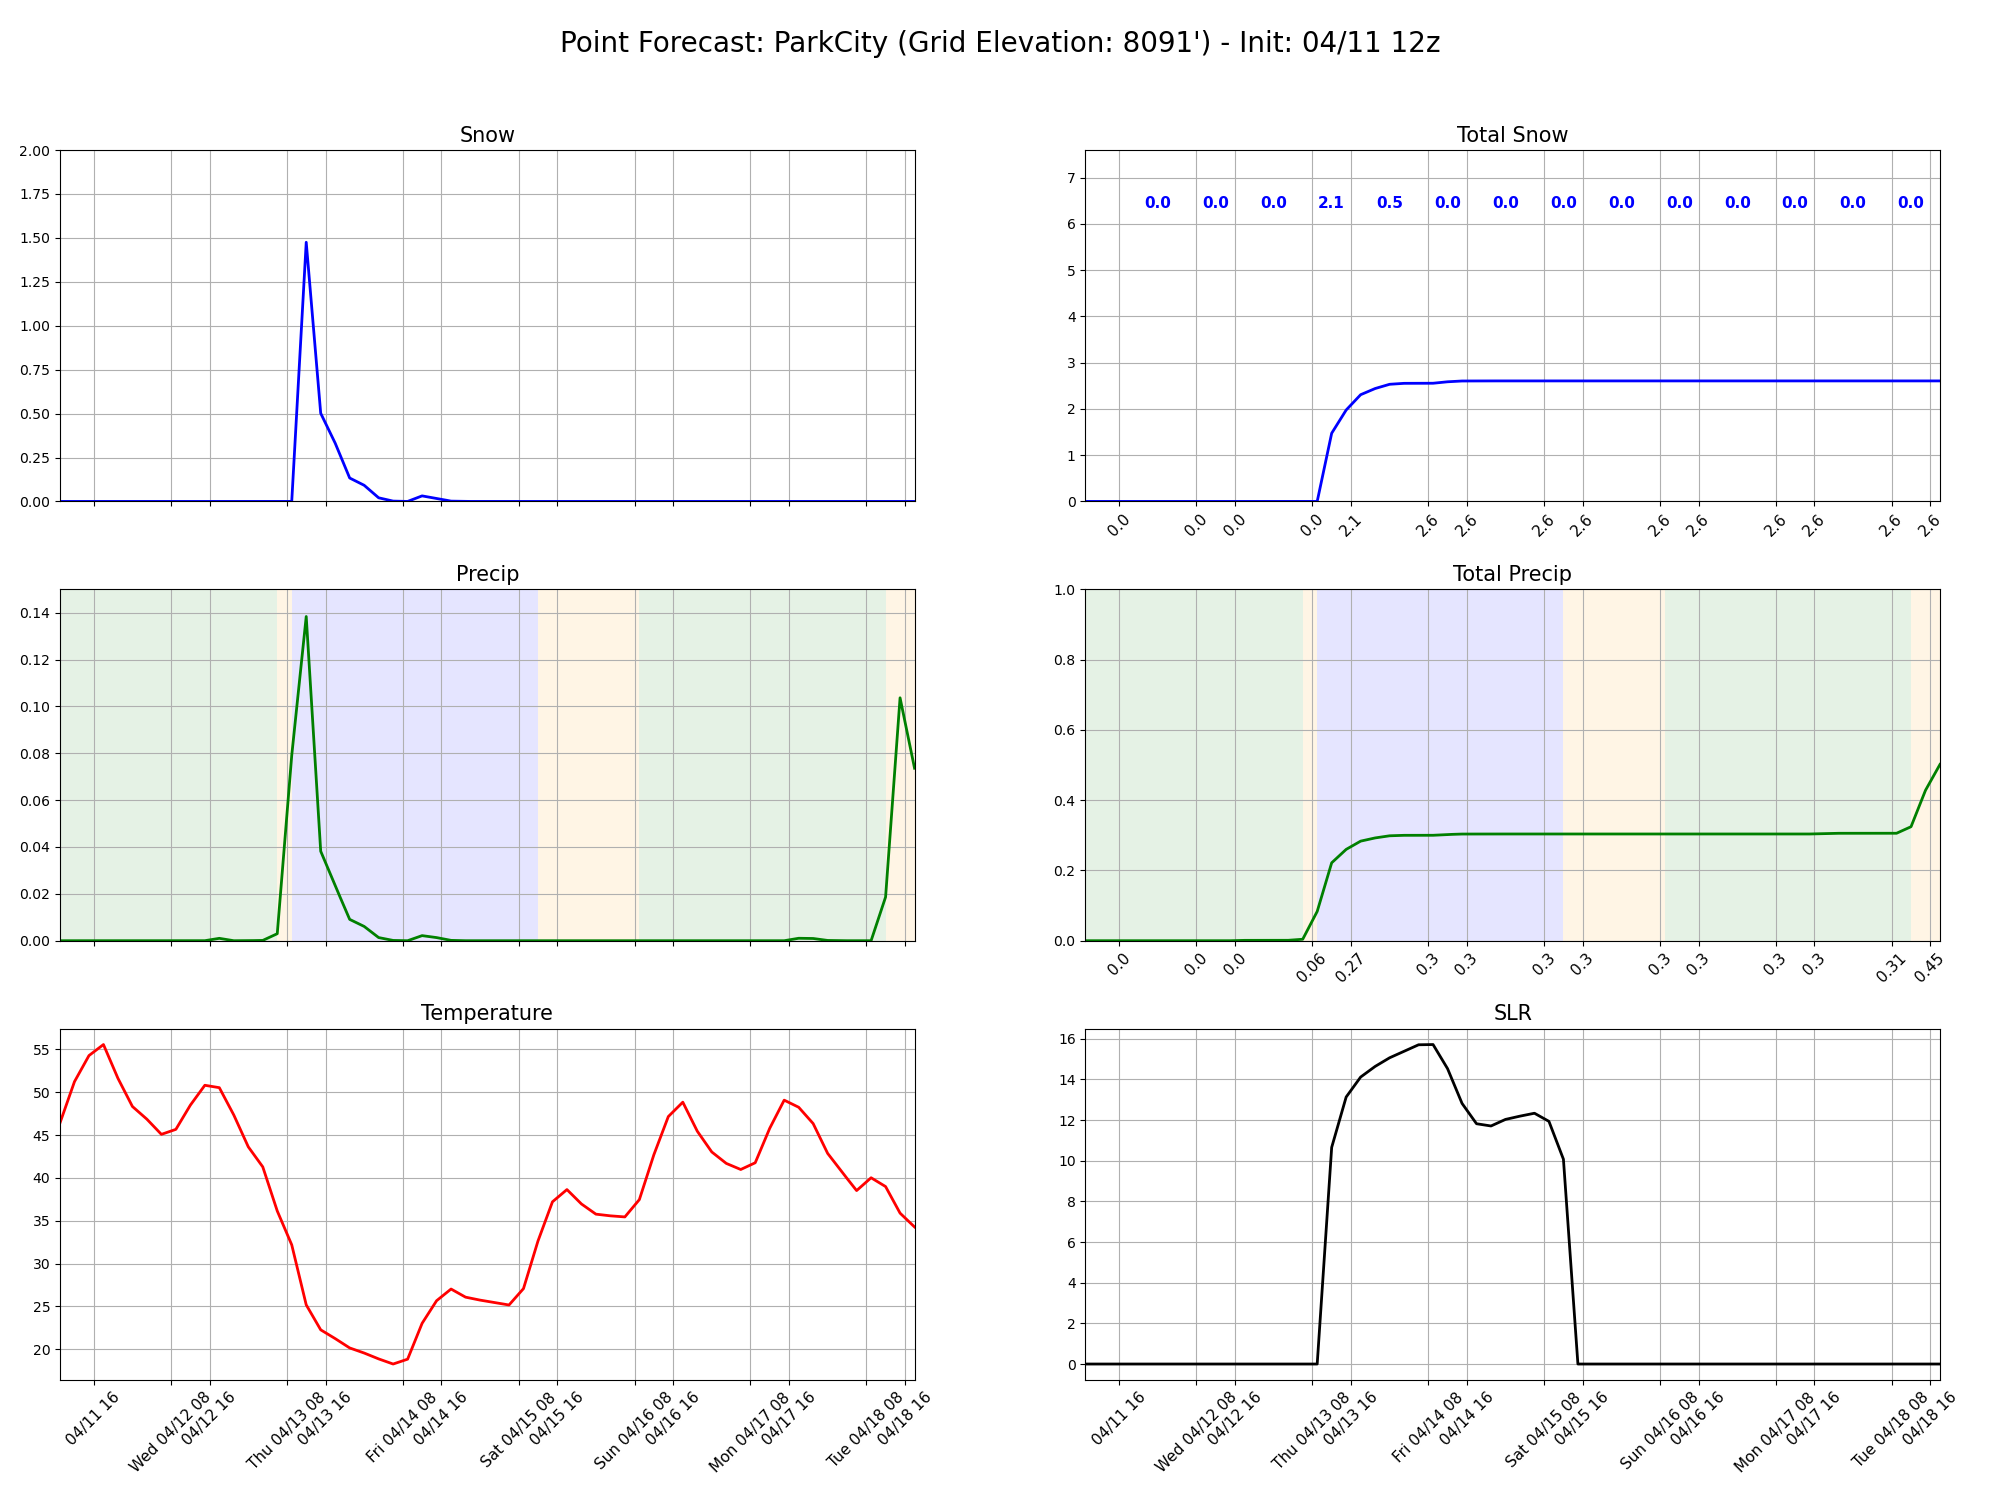 Point Forecast: ParkCity (Grid Elevation: 8091') - Init: 04/11 12z
Snow
2.00
1.75
1.50
1.25
1.00
0.75
0.50
0.25
0.00
Total Snow
7
6
5
4
3
2
1
0
0.0 0.0 0.0 2.1 0.5 0.0 0.0 0.0 0.0 0.0 0.0 0.0 0.0 0.0
0.0 0.0 0.0 0.0 2.1 2.6 2.6 2.6 2.6 2.6 2.6 2.6 2.6 2.6 2.6
Precip
0.14
0.12
0.10
0.08
0.06
0.04
0.02
0.00
Total Precip
1.0
0.8
0.6
0.4
0.2
0.0
0.0 0.0 0.0 0.06 0.27 0.3 0.3 0.3 0.3 0.3 0.3 0.3 0.3 0.31 0.45
Temperature
55
50
45
40
35
30
25
20
04/11 16
Wed 04/12 08
04/12 16
Thu 04/13 08
04/13 16
Fri 04/14 08
04/14 16
Sat 04/15 08
04/15 16
Sun 04/16 08
04/16 16
Mon 04/17 08
04/17 16
Tue 04/18 08
04/18 16
SLR
16
14
12
10
8
6
4
2
0
04/11 16
Wed 04/12 08
04/12 16
Thu 04/13 08
04/13 16
Fri 04/14 08
04/14 16
Sat 04/15 08
04/15 16
Sun 04/16 08
04/16 16
Mon 04/17 08
04/17 16
Tue 04/18 08
04/18 16